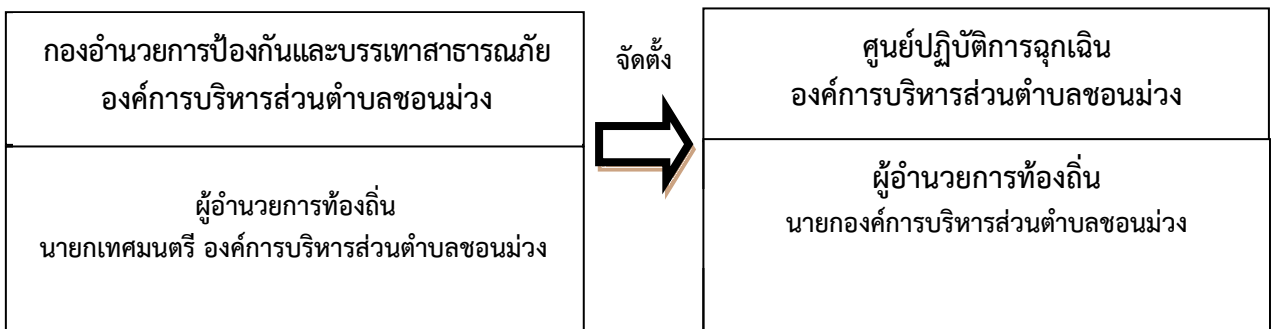 กองอำนวยการป้องกันและบรรเทาสาธารณภัย
องค์การบริหารส่วนตำบลชอนม่วง
ผู้อำนวยการท้องถิ่น
นายกเทศมนตรี องค์การบริหารส่วนตำบลชอนม่วง
จัดตั้ง
ศูนย์ปฏิบัติการฉุกเฉิน
องค์การบริหารส่วนตำบลชอนม่วง
ผู้อำนวยการท้องถิ่น
นายกองค์การบริหารส่วนตำบลชอนม่วง